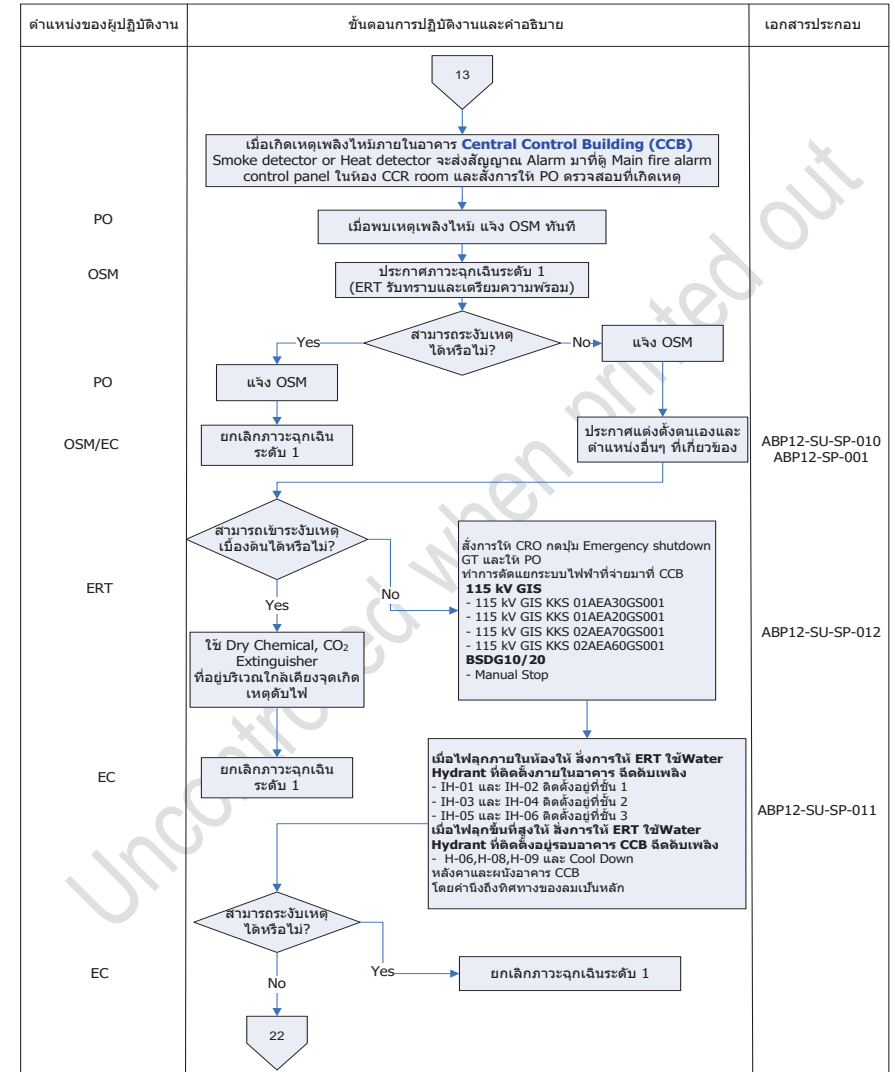 ตำแหน่งของผู้ปฏิบัติงาน
ขั้นตอนการปฏิบัติงานและคำอธิบาย
เอกสารประกอบ
13
เมื่อเกิดเหตุเพลิงไหม้ภายในอาคาร Central Control Building (CCB)
Smoke detector or Heat detector จะส่งสัญญาณ Alarm มาที่ตู้ Main fire alarm
control panel ในห้อง CCR room และสั่งการให้ PO ตรวจสอบที่เกิดเหตุ
PO
เมื่อพบเหตุเพลิงไหม้ แจ้ง OSM ทันที
OSM
ประกาศภาวะฉุกเฉินระดับ 1
(ERT รับทราบและเตรียมความพร้อม)
สามารถระงับเหตุ
ได้หรือไม่?
Yes
No
แจ้ง OSM
PO
แจ้ง OSM
OSM/EC
ยกเลิกภาวะฉุกเฉิน
ระดับ 1
ประกาศแต่งตั้งตนเองและ
ตำแหน่งอื่นๆ ที่เกี่ยวข้อง
ABP12-SU-SP-010
ABP12-SP-001
สามารถเข้าระงับเหตุ
เบื้องต้นได้หรือไม่?
No
Yes
สั่งการให้ CRO กดปุ่ม Emergency shutdown
GT และให้ PO
ทำการตัดแยกระบบไฟฟ้าที่จ่ายมาที่ CCB
115 kV GIS
- 115 kV GIS KKS 01AEA30GS001
- 115 kV GIS KKS 01AEA20GS001
- 115 kV GIS KKS 02AEA70GS001
- 115 kV GIS KKS 02AEA60GS001
BSDG10/20
- Manual Stop
ERT
ABP12-SU-SP-012
ใช้ Dry Chemical, CO₂
Extinguisher
ที่อยู่บริเวณใกล้เคียงจุดเกิด
เหตุดับไฟ
EC
ยกเลิกภาวะฉุกเฉิน
ระดับ 1
เมื่อไฟลุกภายในห้องให้ สั่งการให้ ERT ใช้Water
Hydrant ที่ติดตั้งภายในอาคาร ฉีดดับเพลิง
- IH-01 และ IH-02 ติดตั้งอยู่ที่ชั้น 1
- IH-03 และ IH-04 ติดตั้งอยู่ที่ชั้น 2
- IH-05 และ IH-06 ติดตั้งอยู่ที่ชั้น 3
เมื่อไฟลุกขึ้นที่สูงให้ สั่งการให้ ERT ใช้Water
Hydrant ที่ติดตั้งอยู่รอบอาคาร CCB ฉีดดับเพลิง
- H-06,H-08,H-09 และ Cool Down
หลังคาและผนังอาคาร CCB
โดยคำนึงถึงทิศทางของลมเป็นหลัก
ABP12-SU-SP-011
สามารถระงับเหตุ
ได้หรือไม่?
EC
Yes
ยกเลิกภาวะฉุกเฉินระดับ 1
No
22
Uncontrolled when printed out